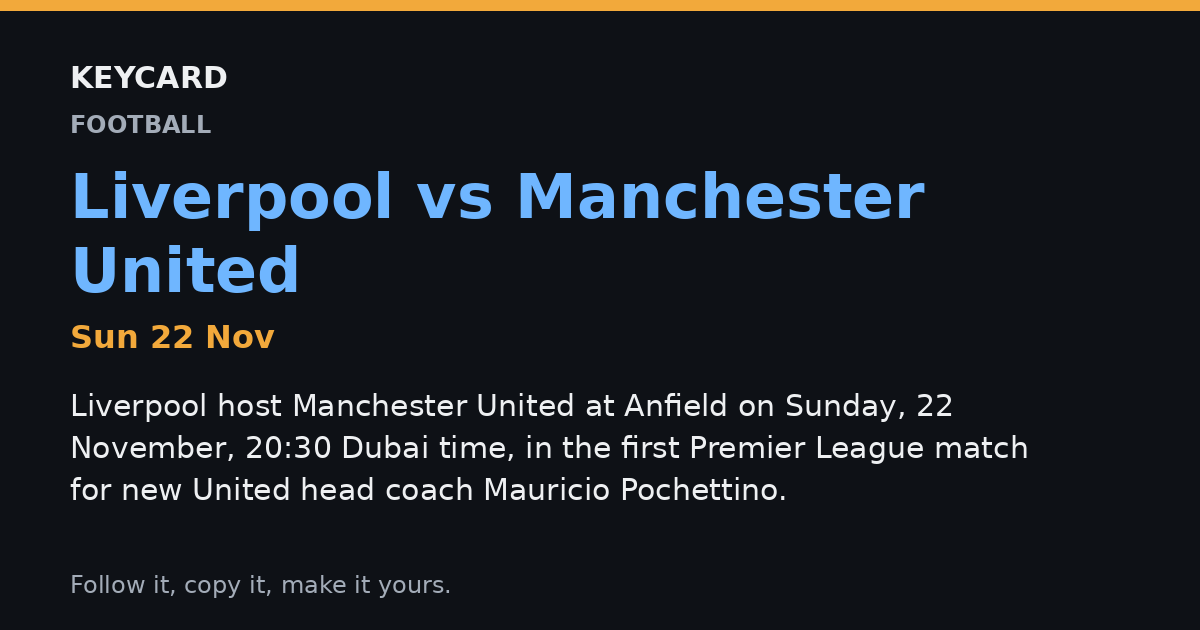 KEYCARD
FOOTBALL
Liverpool vs Manchester
United
Sun 22 Nov
Liverpool host Manchester United at Anfield on Sunday, 22
November, 20:30 Dubai time, in the first Premier League match
for new United head coach Mauricio Pochettino.
Follow it, copy it, make it yours.